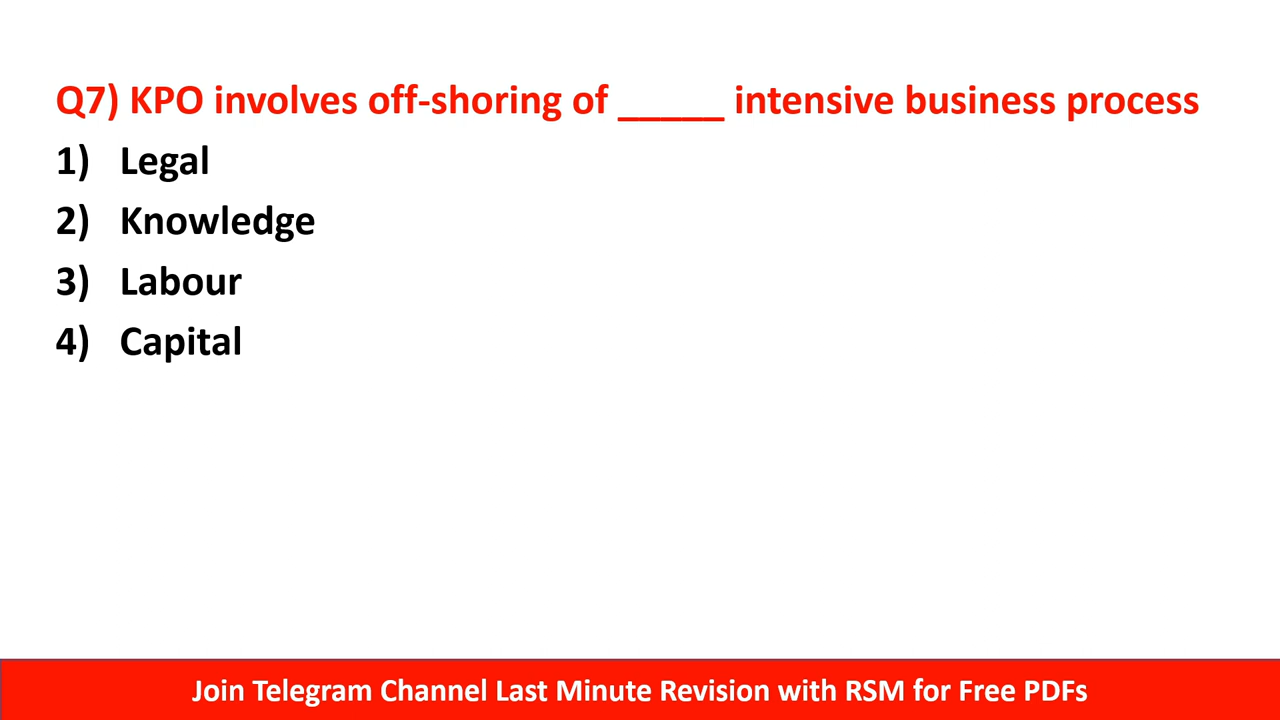 Q7) KPO involves off-shoring of _____ intensive business process
1) Legal
2) Knowledge
3) Labour
4) Capital
Join Telegram Channel Last Minute Revision with RSM for Free PDFs